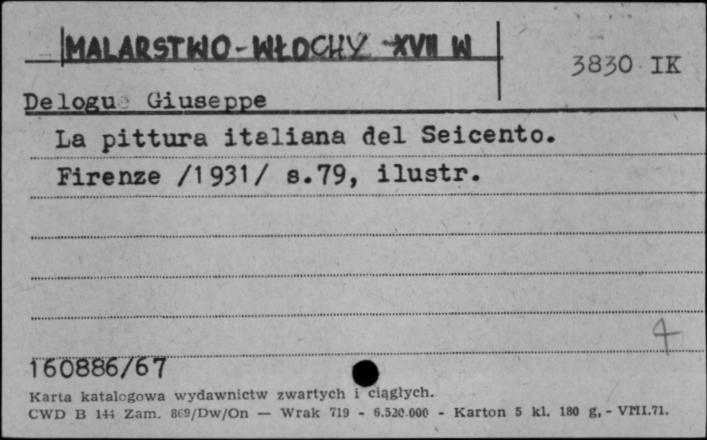 MALARSTWO - WŁOCHY XVII W
3830 IK
Delogu Giuseppe
La pittura italiana del Seicento.
Firenze /1931/ s.79, ilustr.
4
160886/67
Karta katalogowa wydawnictw zwartych i ciągłych.
CWD B 144 Zam. 869/Dw/On — Wrak 719 - 6.520.000 - Karton 5 kl. 180 g, - VIII.71.